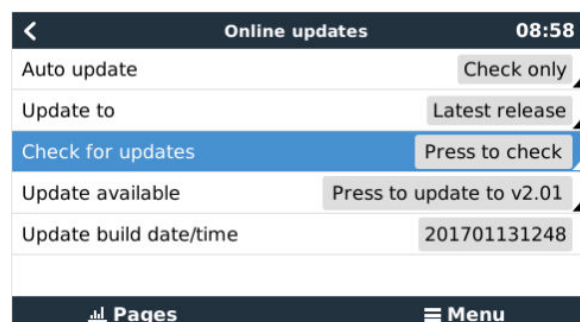 Online updates 08:58
Auto update Check only
Update to Latest release
Check for updates Press to check
Update available Press to update to v2.01
Update build date/time 201701131248
Pages Menu